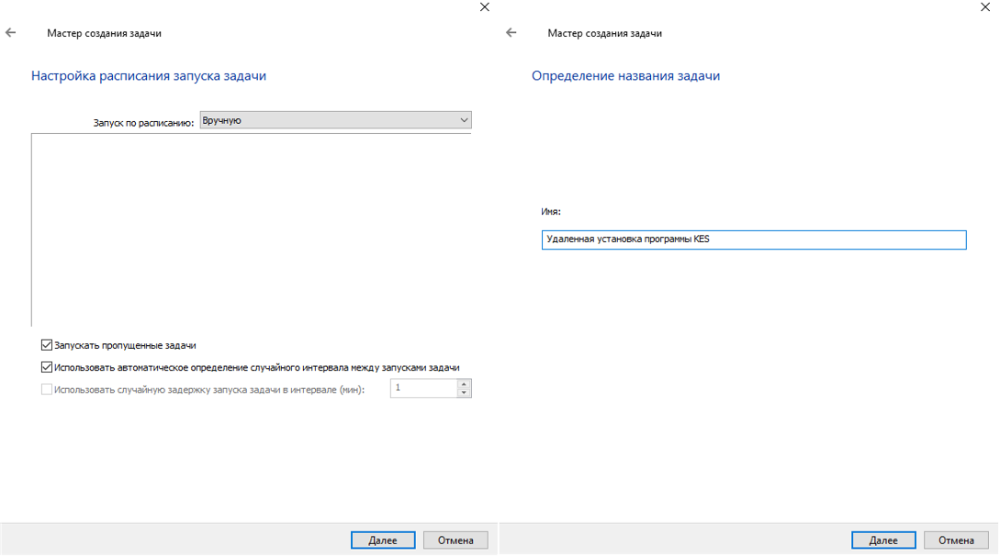 Мастер создания задачи
Настройка расписания запуска задачи
Запуск по расписанию: Вручную
Запускать пропущенные задачи
Использовать автоматическое определение случайного интервала между запусками задачи
Использовать случайную задержку запуска задачи в интервале (мин): 1
Далее Отмена
Мастер создания задачи
Определение названия задачи
Имя:
Удаленная установка программы KES
Далее Отмена